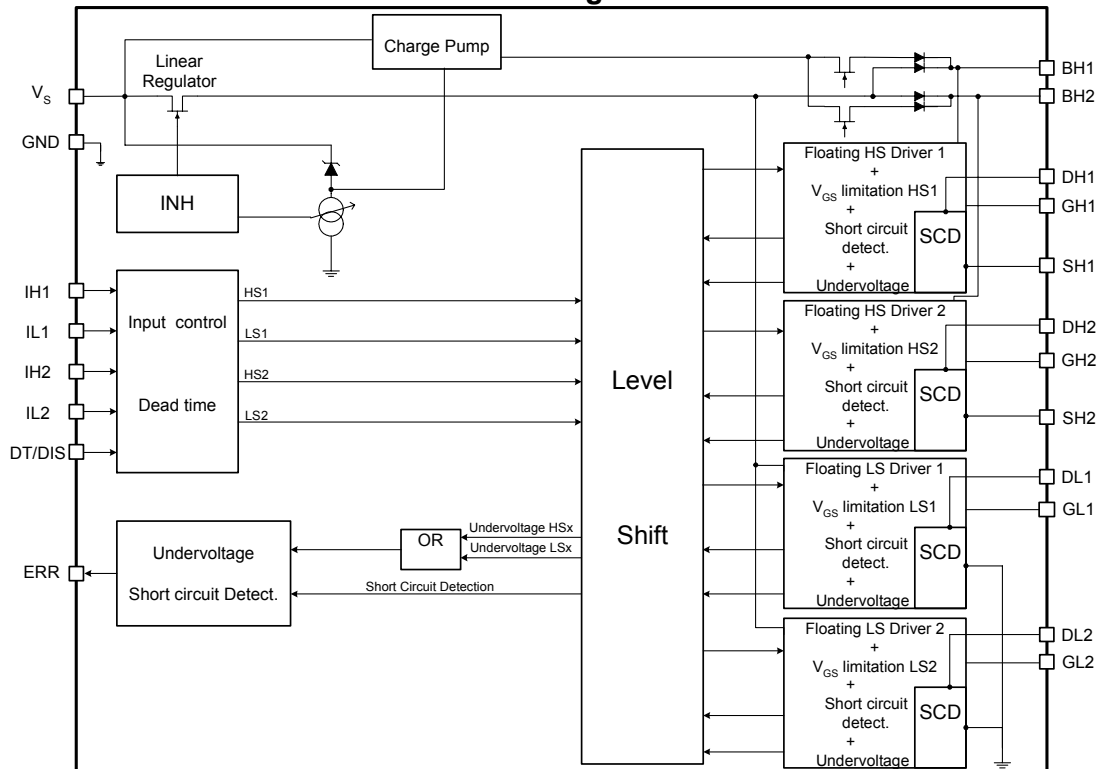 Charge Pump
Linear
Regulator
V_S
GND
INH
BH1
BH2
IH1
IL1
IH2
IL2
DT/DIS
Input control
Dead time
HS1
LS1
HS2
LS2
Level
Shift
Floating HS Driver 1
+
V_GS limitation HS1
+
Short circuit
detect.
+
Undervoltage
SCD
DH1
GH1
SH1
Floating HS Driver 2
+
V_GS limitation HS2
+
Short circuit
detect.
+
Undervoltage
SCD
DH2
GH2
SH2
Floating LS Driver 1
+
V_GS limitation LS1
+
Short circuit
detect.
+
Undervoltage
SCD
DL1
GL1
Floating LS Driver 2
+
V_GS limitation LS2
+
Short circuit
detect.
+
Undervoltage
SCD
DL2
GL2
ERR
Undervoltage
Short circuit Detect.
OR
Undervoltage HSx
Undervoltage LSx
Short Circuit Detection